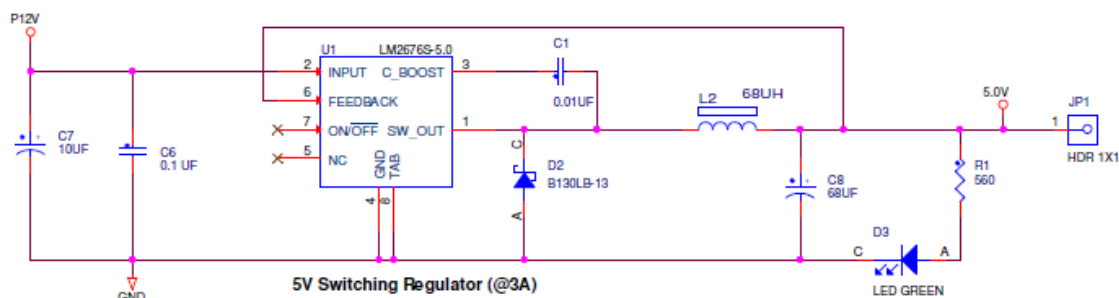 P12V
C7
10UF
C6
0.1 UF
GND
U1
LM2676S-5.0
2
INPUT
C_BOOST
3
6
FEEDBACK
7
ON/OFF
SW_OUT
1
5
NC
GND
TAB
4
8
C1
0.01UF
C
D2
B130LB-13
A
L2
68UH
C8
68UF
5.0V
JP1
1
HDR 1X1
R1
560
D3
C
A
LED GREEN
5V Switching Regulator (@3A)